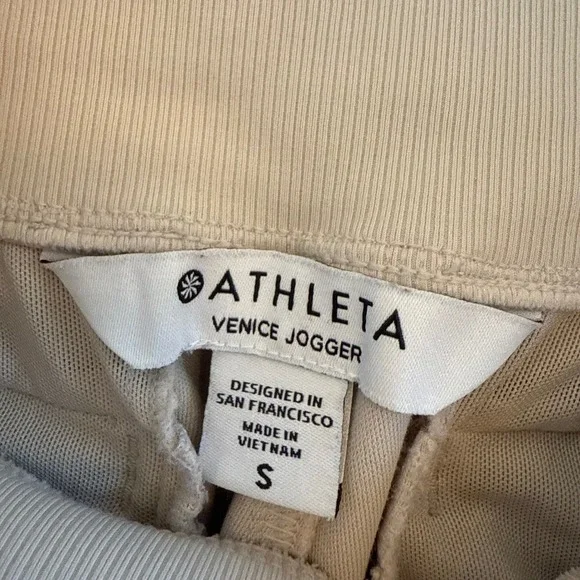 ATHLETA
VENICE JOGGER
DESIGNED IN
SAN FRANCISCO
MADE IN
VIETNAM
S